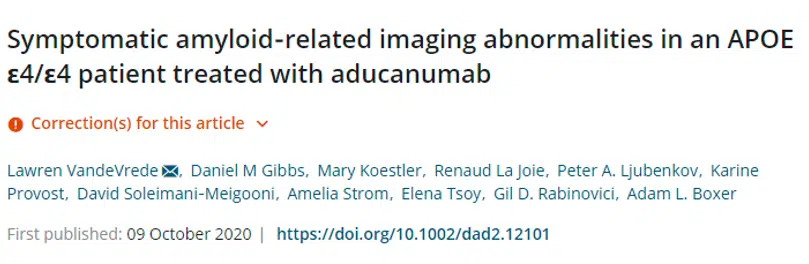 Symptomatic amyloid-related imaging abnormalities in an APOE
ε4/ε4 patient treated with aducanumab
Correction(s) for this article
Lawren VandeVrede, Daniel M Gibbs, Mary Koestler, Renaud La Joie, Peter A. Ljubenkov, Karine
Provost, David Soleimani-Meigooni, Amelia Strom, Elena Tsoy, Gil D. Rabinovici, Adam L. Boxer
First published: 09 October 2020 | https://doi.org/10.1002/dad2.12101